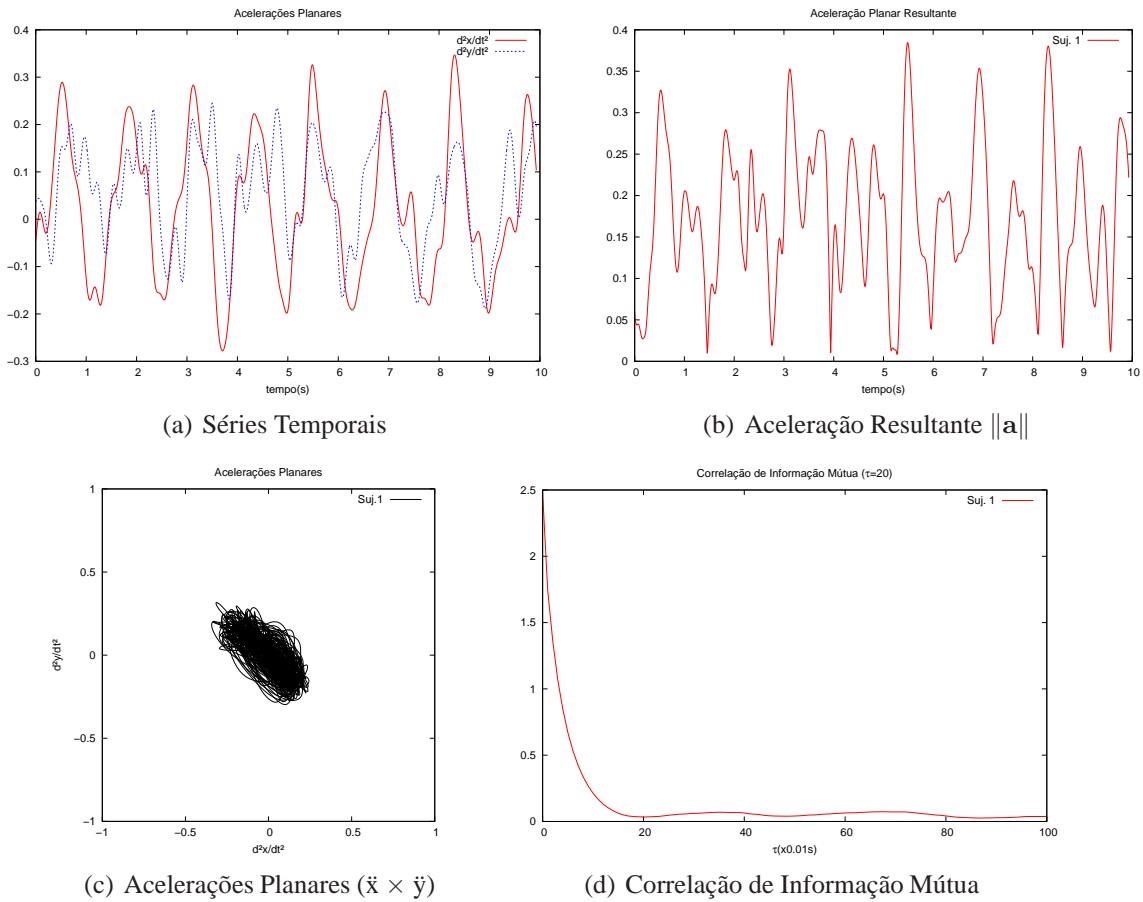 Acelerações Planares
d²x/dt²
d²y/dt²
0.4
0.3
0.2
0.1
0
−0.1
−0.2
−0.3
0 1 2 3 4 5 6 7 8 9 10
tempo(s)
(a) Séries Temporais
Aceleração Planar Resultante
Suj. 1
0.4
0.35
0.3
0.25
0.2
0.15
0.1
0.05
0
0 1 2 3 4 5 6 7 8 9 10
tempo(s)
(b) Aceleração Resultante ‖a‖
Acelerações Planares
Suj.1
1
0.5
0
−0.5
−1
d²y/dt²
−1 −0.5 0 0.5 1
d²x/dt²
(c) Acelerações Planares (ẍ × ÿ)
Correlação de Informação Mútua (τ=20)
Suj. 1
2.5
2
1.5
1
0.5
0
0 20 40 60 80 100
τ(x0.01s)
(d) Correlação de Informação Mútua